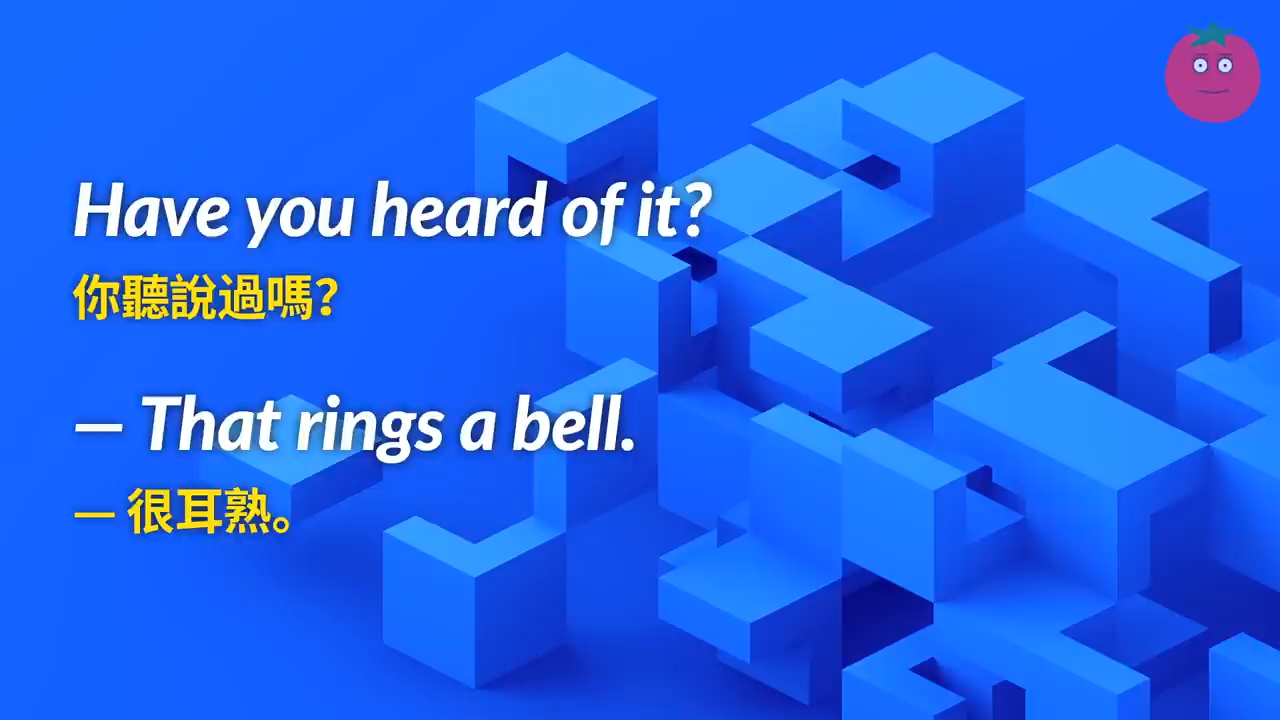 Have you heard of it?
你聽說過嗎？
— That rings a bell.
— 很耳熟。